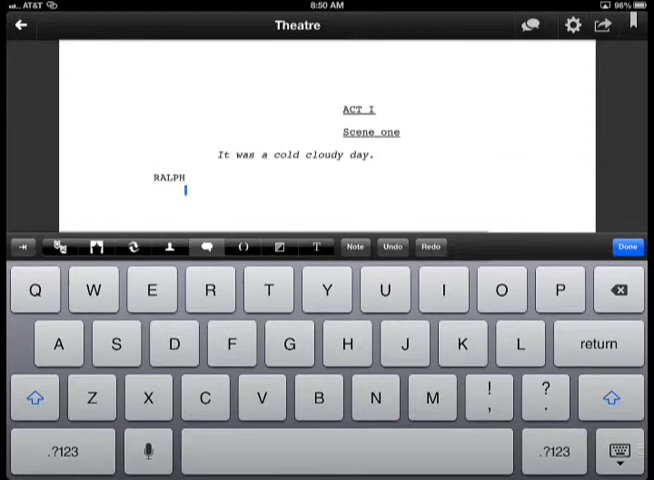 AT&T 8:50 AM 96%
Theatre
ACT I
Scene one
It was a cold cloudy day.
RALPH
T Note Undo Redo Done
Q W E R T Y U I O P
A S D F G H J K L return
Z X C V B N M ! , ? .
.?123 .?123